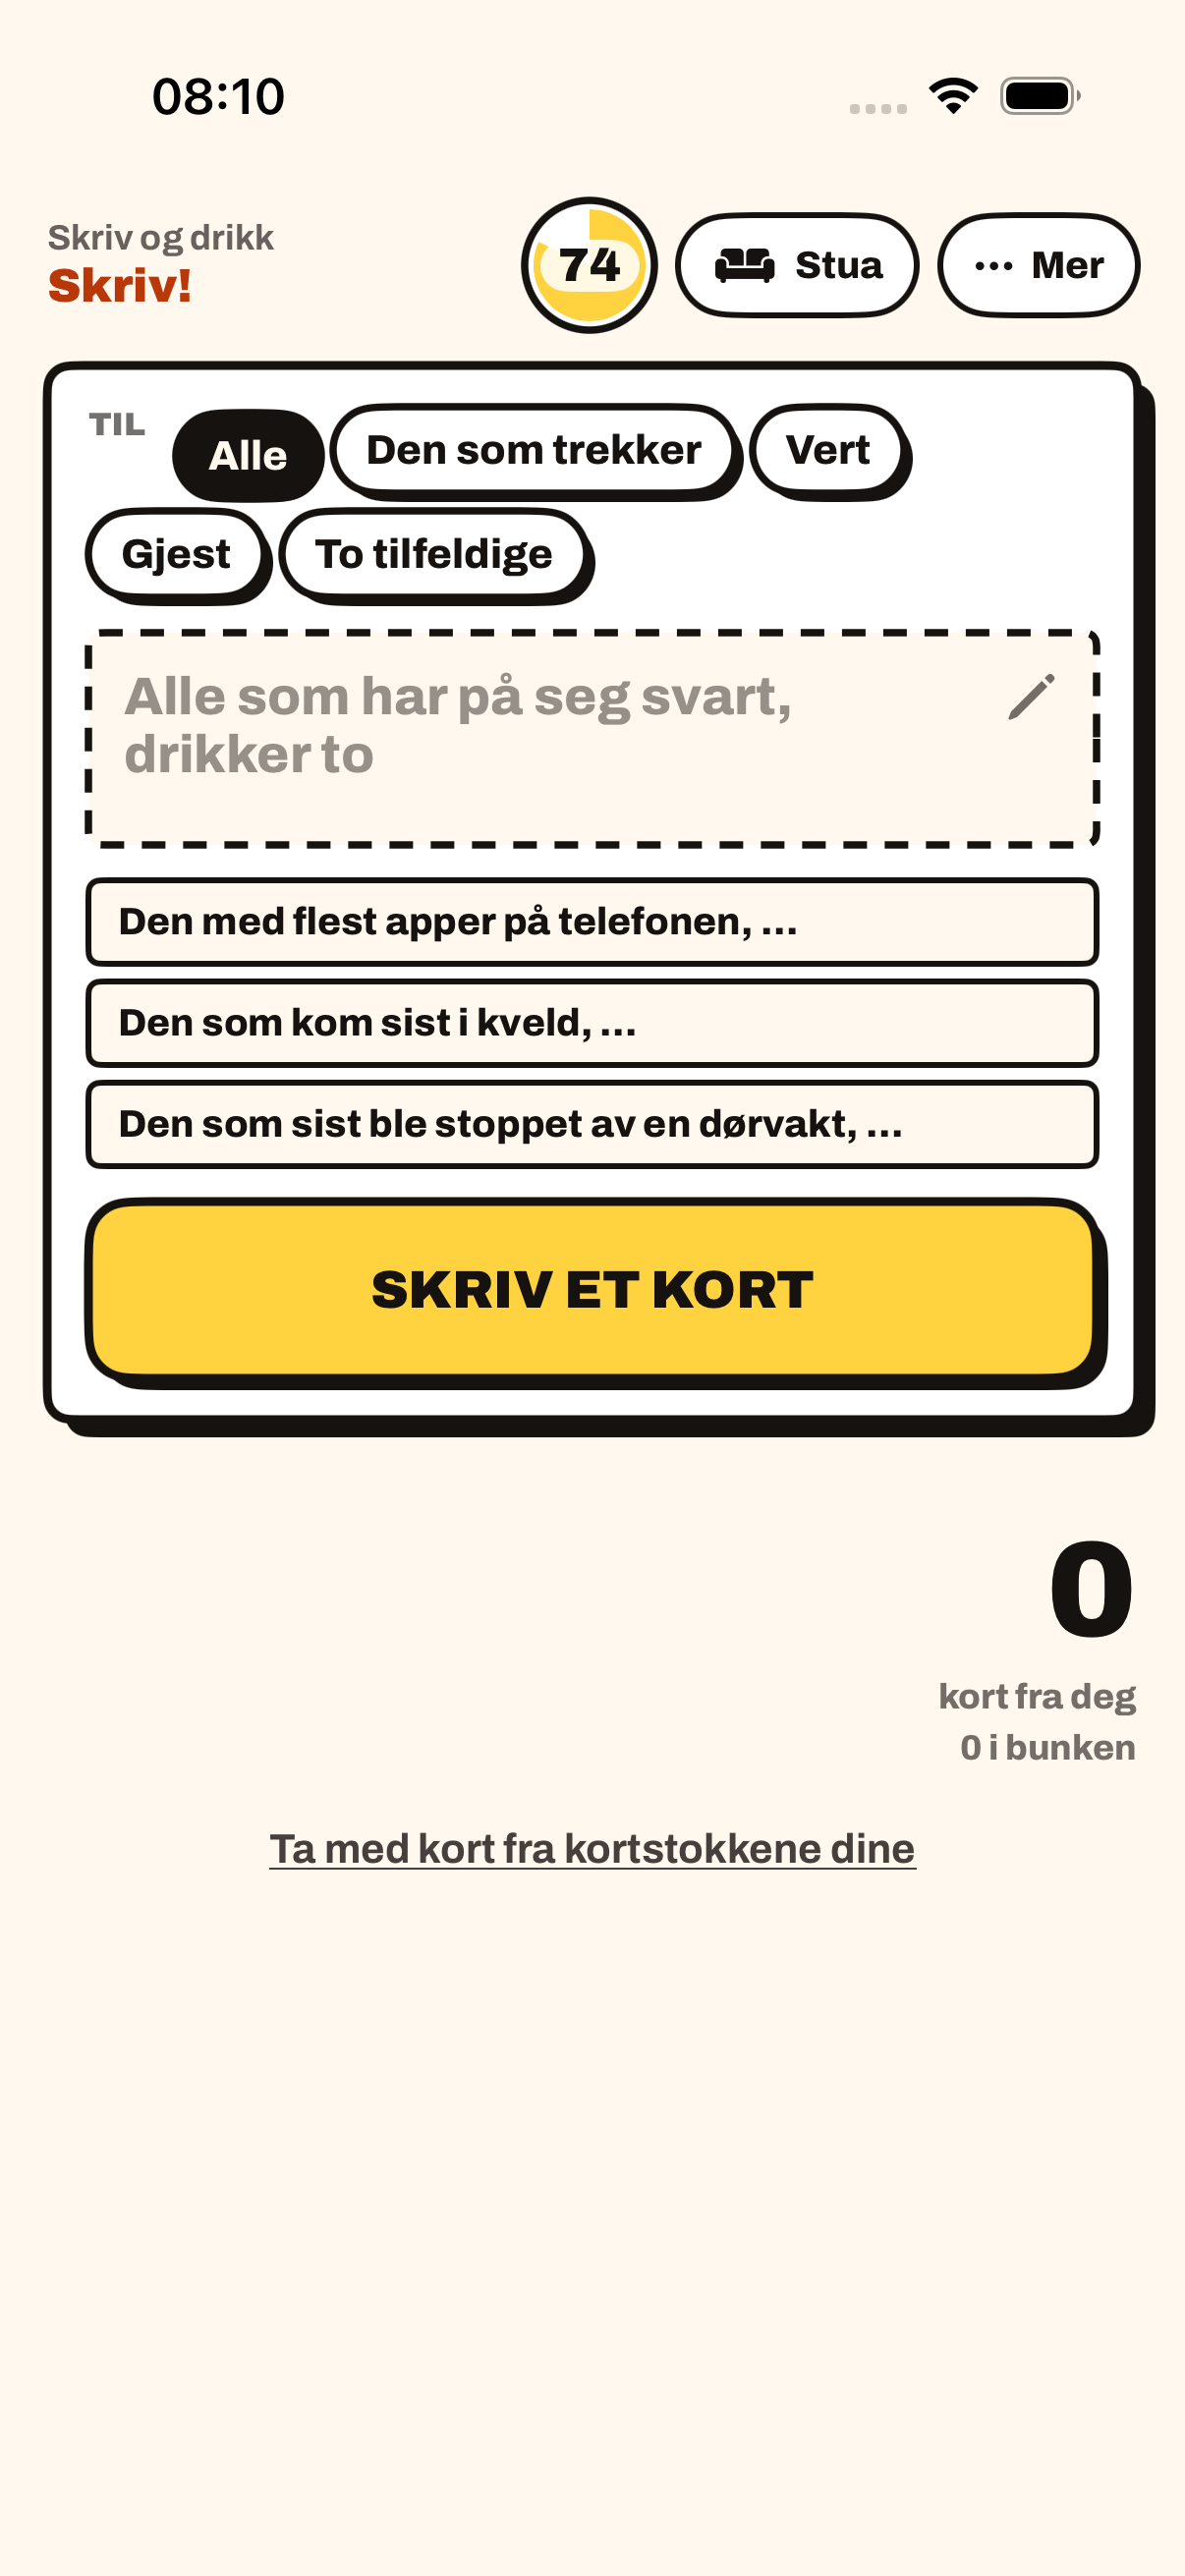 08:10
Skriv og drikk
Skriv!
74
Stua
Mer
TIL
Alle
Den som trekker
Vert
Gjest
To tilfeldige
Alle som har på seg svart,
drikker to
Den med flest apper på telefonen, ...
Den som kom sist i kveld, ...
Den som sist ble stoppet av en dørvakt, ...
SKRIV ET KORT
0
kort fra deg
0 i bunken
Ta med kort fra kortstokkene dine